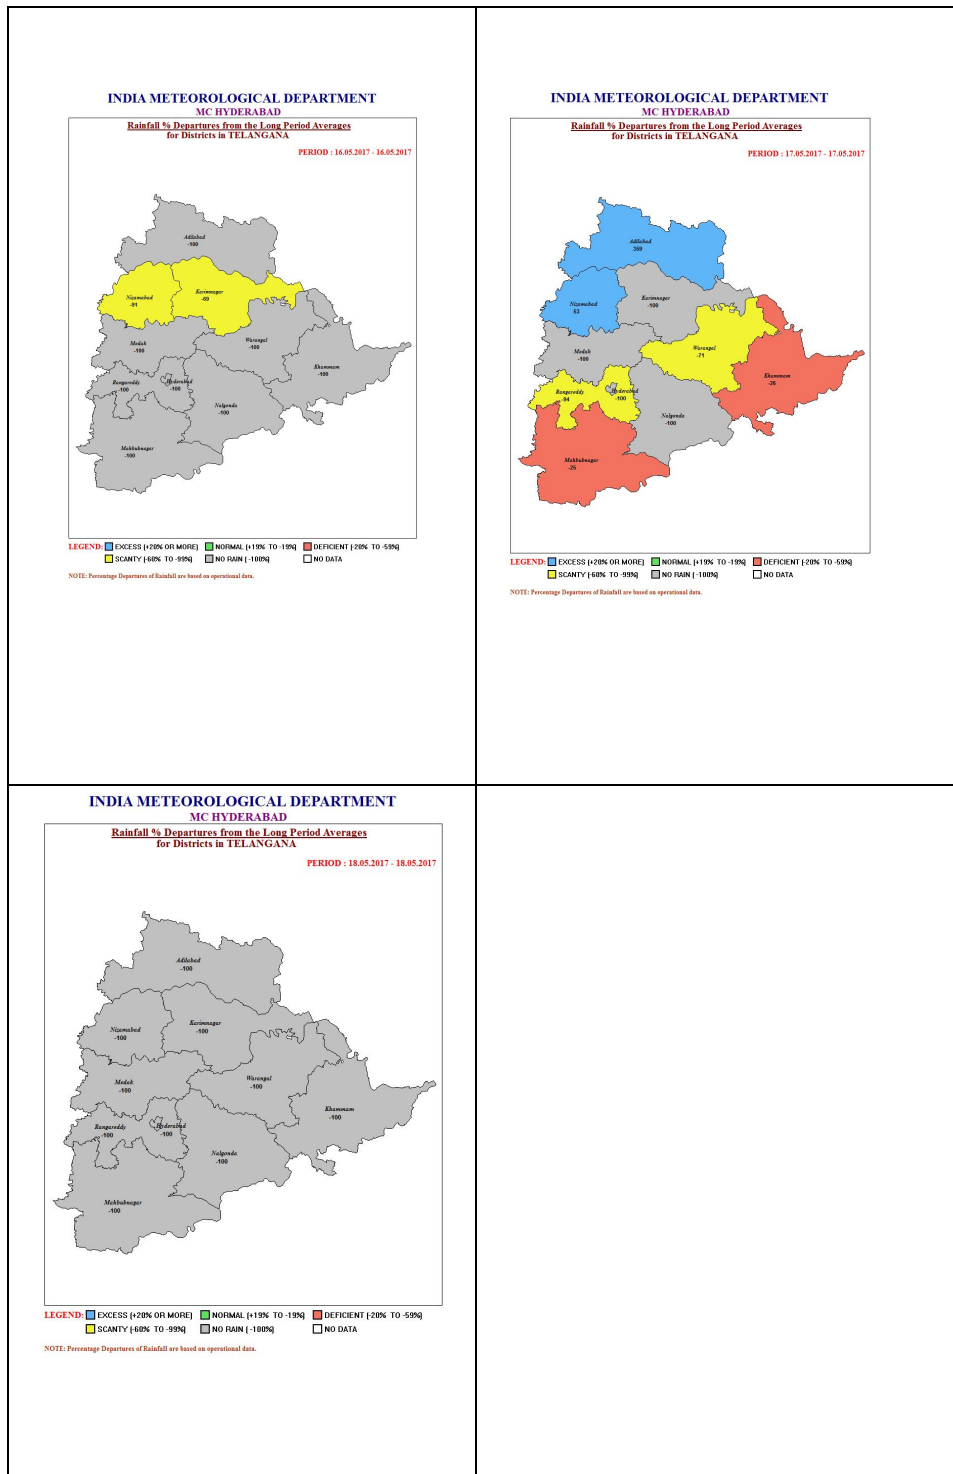 INDIA METEOROLOGICAL DEPARTMENT
MC HYDERABAD
Rainfall % Departures from the Long Period Averages
for Districts in TELANGANA
PERIOD : 16.05.2017 - 16.05.2017
Adilabad
-100
Nizamabad
-91
Karimnagar
-69
Medak
-100
Warangal
-100
Khammam
-100
Rangareddy
-100
Hyderabad
-100
Nalgonda
-100
Mahbubnagar
-100
LEGEND: EXCESS (+20% OR MORE) NORMAL (+19% TO -19%) DEFICIENT (-20% TO -59%)
SCANTY (-60% TO -99%) NO RAIN (-100%) NO DATA
NOTE: Percentage Departures of Rainfall are based on operational data.
INDIA METEOROLOGICAL DEPARTMENT
MC HYDERABAD
Rainfall % Departures from the Long Period Averages
for Districts in TELANGANA
PERIOD : 17.05.2017 - 17.05.2017
Adilabad
359
Nizamabad
53
Karimnagar
-100
Medak
-100
Warangal
-71
Khammam
-26
Rangareddy
-94
Hyderabad
-100
Nalgonda
-100
Mahbubnagar
-25
LEGEND: EXCESS (+20% OR MORE) NORMAL (+19% TO -19%) DEFICIENT (-20% TO -59%)
SCANTY (-60% TO -99%) NO RAIN (-100%) NO DATA
NOTE: Percentage Departures of Rainfall are based on operational data.
INDIA METEOROLOGICAL DEPARTMENT
MC HYDERABAD
Rainfall % Departures from the Long Period Averages
for Districts in TELANGANA
PERIOD : 18.05.2017 - 18.05.2017
Adilabad
-100
Nizamabad
-100
Karimnagar
-100
Medak
-100
Warangal
-100
Khammam
-100
Rangareddy
-100
Hyderabad
-100
Nalgonda
-100
Mahbubnagar
-100
LEGEND: EXCESS (+20% OR MORE) NORMAL (+19% TO -19%) DEFICIENT (-20% TO -59%)
SCANTY (-60% TO -99%) NO RAIN (-100%) NO DATA
NOTE: Percentage Departures of Rainfall are based on operational data.